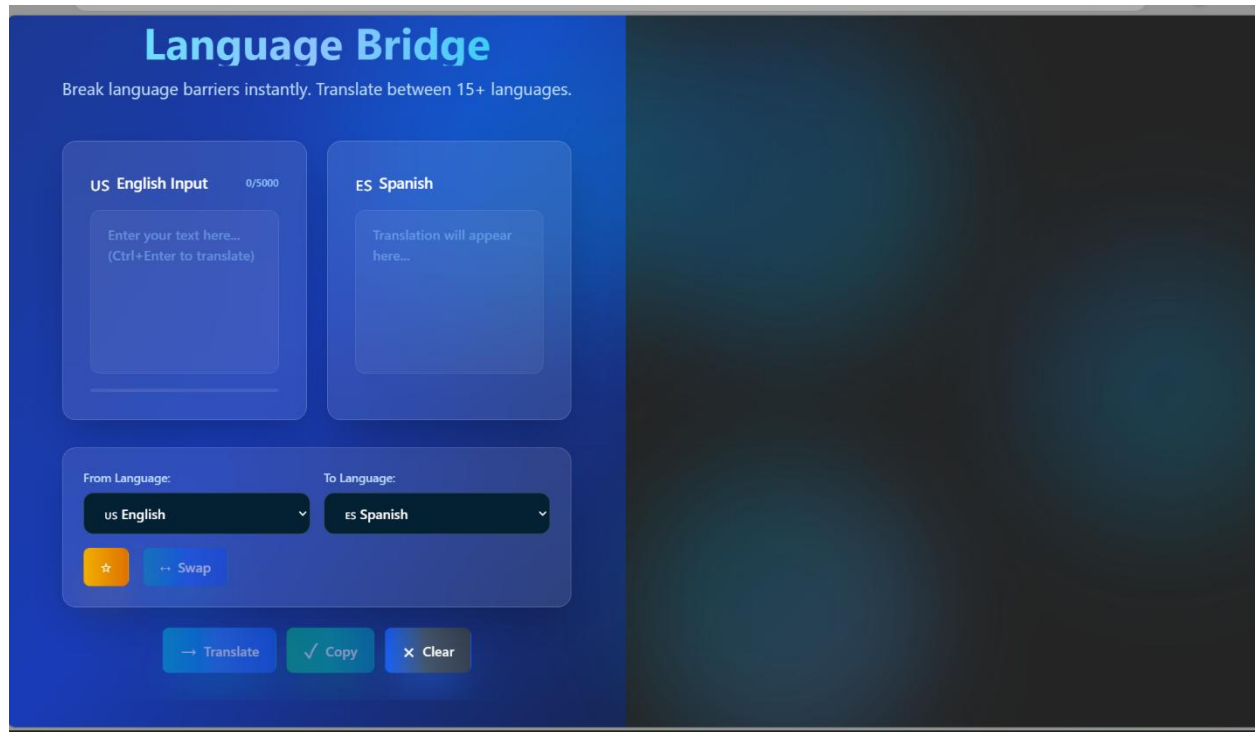 Language Bridge
Break language barriers instantly. Translate between 15+ languages.
US English Input 0/5000
Enter your text here...
(Ctrl+Enter to translate)
ES Spanish
Translation will appear
here...
From Language:
US English
To Language:
ES Spanish
☆
↔ Swap
→ Translate
✓ Copy
× Clear